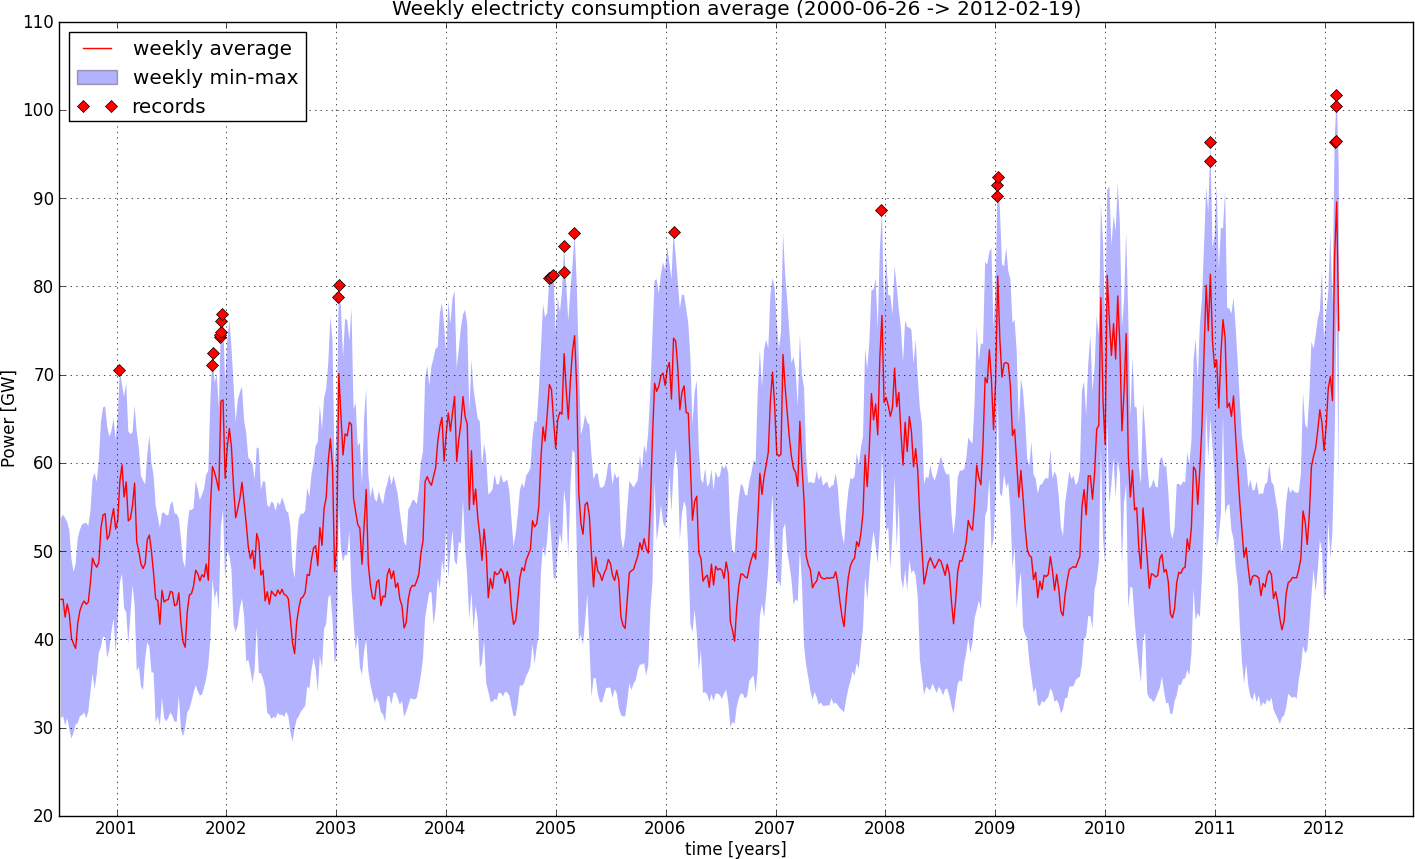 Weekly electricty consumption average (2000-06-26 -> 2012-02-19)
weekly average
weekly min-max
records
Power [GW]
110
100
90
80
70
60
50
40
30
20
2001 2002 2003 2004 2005 2006 2007 2008 2009 2010 2011 2012
time [years]